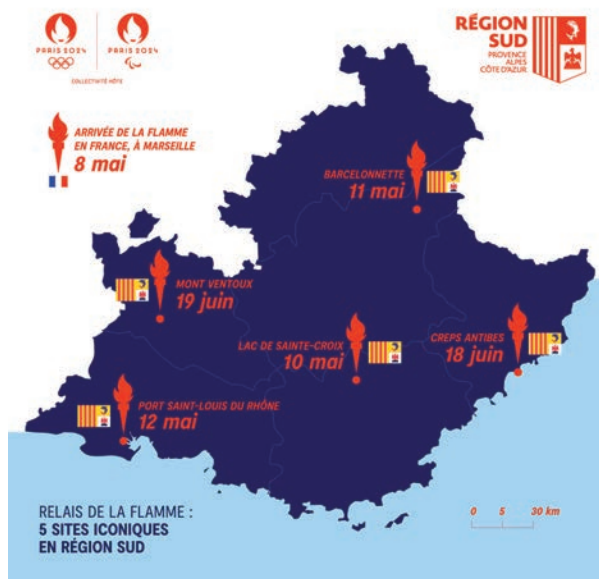 PARIS 2024
PARIS 2024
COLLECTIVITÉ HÔTE
RÉGION
SUD
PROVENCE
ALPES
CÔTE D'AZUR
ARRIVÉE DE LA FLAMME
EN FRANCE, À MARSEILLE
8 mai
BARCELONNETTE
11 mai
MONT VENTOUX
19 juin
LAC DE SAINTE-CROIX
10 mai
CREPS ANTIBES
18 juin
PORT SAINT-LOUIS DU RHÔNE
12 mai
RELAIS DE LA FLAMME :
5 SITES ICONIQUES
EN RÉGION SUD
0 5 30 km